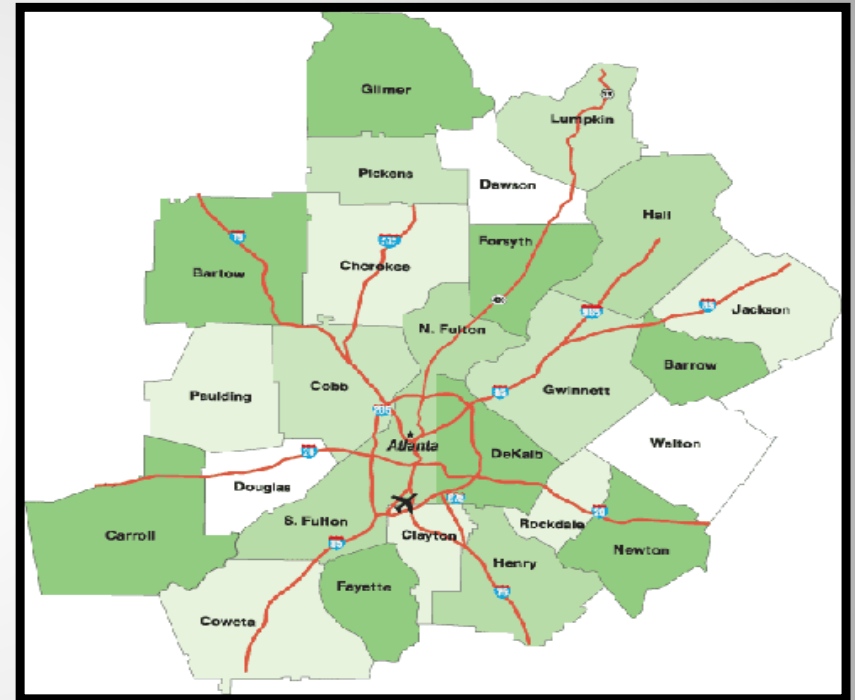 Gilmer
Lumpkin
Pickens
Dawson
Hall
Forsyth
Bartow
Cherokee
Jackson
N. Fulton
Barrow
Cobb
Gwinnett
Paulding
Walton
Atlanta
DeKalb
Douglas
S. Fulton
Rockdale
Carroll
Clayton
Newton
Henry
Fayette
Coweta